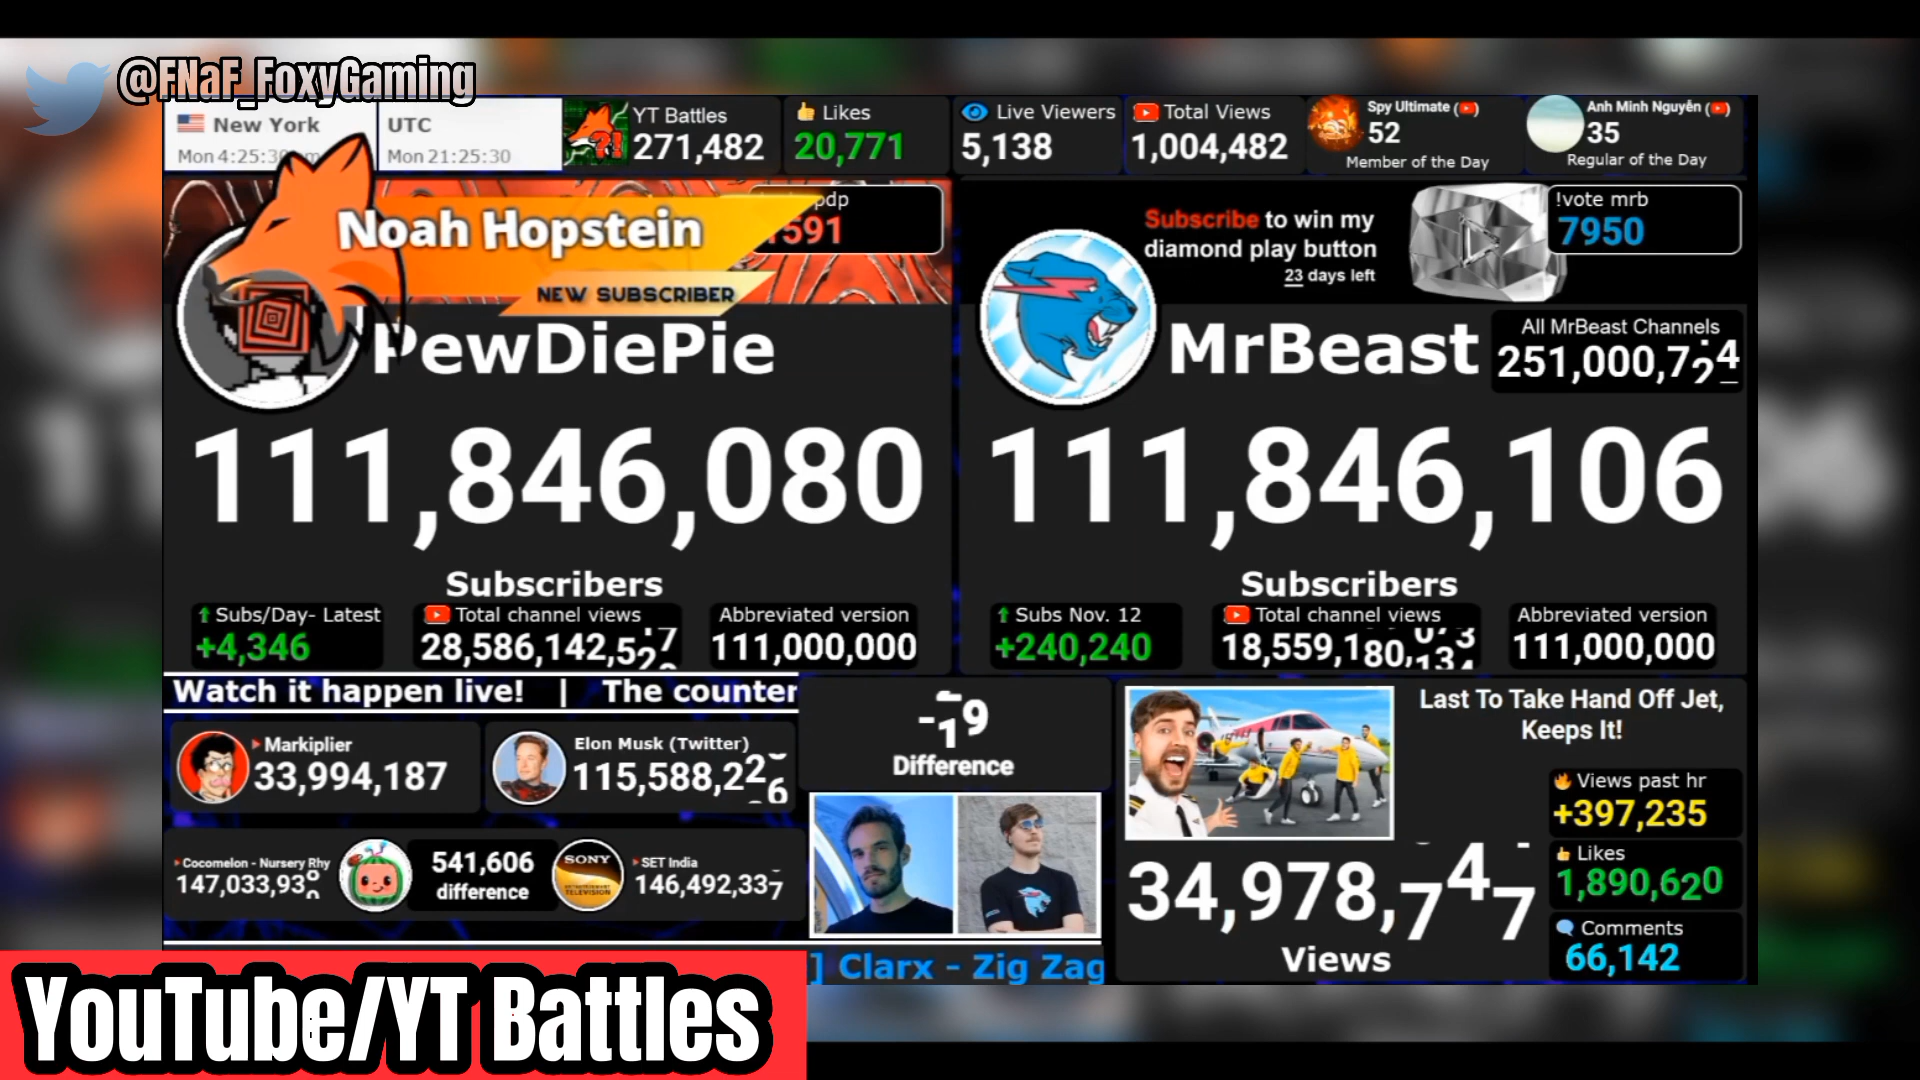 @FNaF_FoxyGaming
New York
UTC
Mon 21:25:30
YT Battles
271,482
Likes
20,771
Live Viewers
5,138
Total Views
1,004,482
Spy Ultimate
52
Member of the Day
Anh Minh Nguyễn
35
Regular of the Day
Noah Hopstein
NEW SUBSCRIBER
Subscribe to win my
diamond play button
23 days left
!vote mrb
7950
PewDiePie
MrBeast
All MrBeast Channels
111,846,080
111,846,106
Subscribers
Subscribers
Subs/Day- Latest
+4,346
Total channel views
Abbreviated version
111,000,000
Subs Nov. 12
+240,240
Total channel views
Abbreviated version
111,000,000
Watch it happen live! | The counter
Markiplier
33,994,187
Elon Musk (Twitter)
Difference
Cocomelon - Nursery Rhy
541,606
difference
SONY
SET India
Last To Take Hand Off Jet,
Keeps It!
Views past hr
+397,235
Likes
1,890,620
Comments
66,142
Views
] Clarx - Zig Zag
YouTube/YT Battles